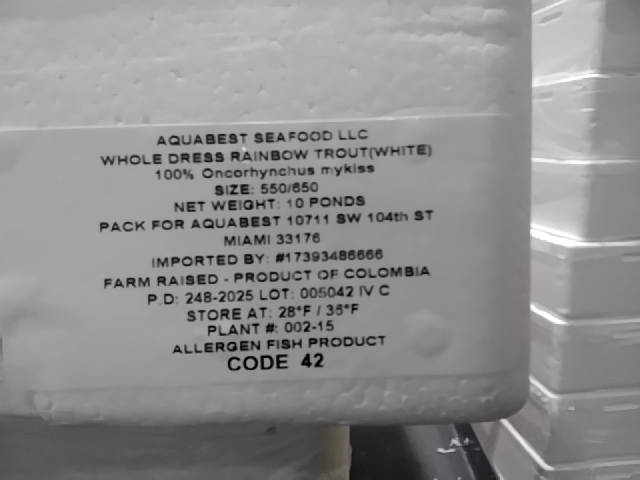 AQUABEST SEAFOOD LLC
WHOLE DRESS RAINBOW TROUT(WHITE)
100% Oncorhynchus mykiss
SIZE: 550/650
NET WEIGHT: 10 PONDS
PACK FOR AQUABEST 10711 SW 104th ST
MIAMI 33176
IMPORTED BY: #17393486666
FARM RAISED - PRODUCT OF COLOMBIA
P.D: 248-2025 LOT: 005042 IV C
STORE AT: 28°F / 35°F
PLANT #: 002-15
ALLERGEN FISH PRODUCT
CODE 42